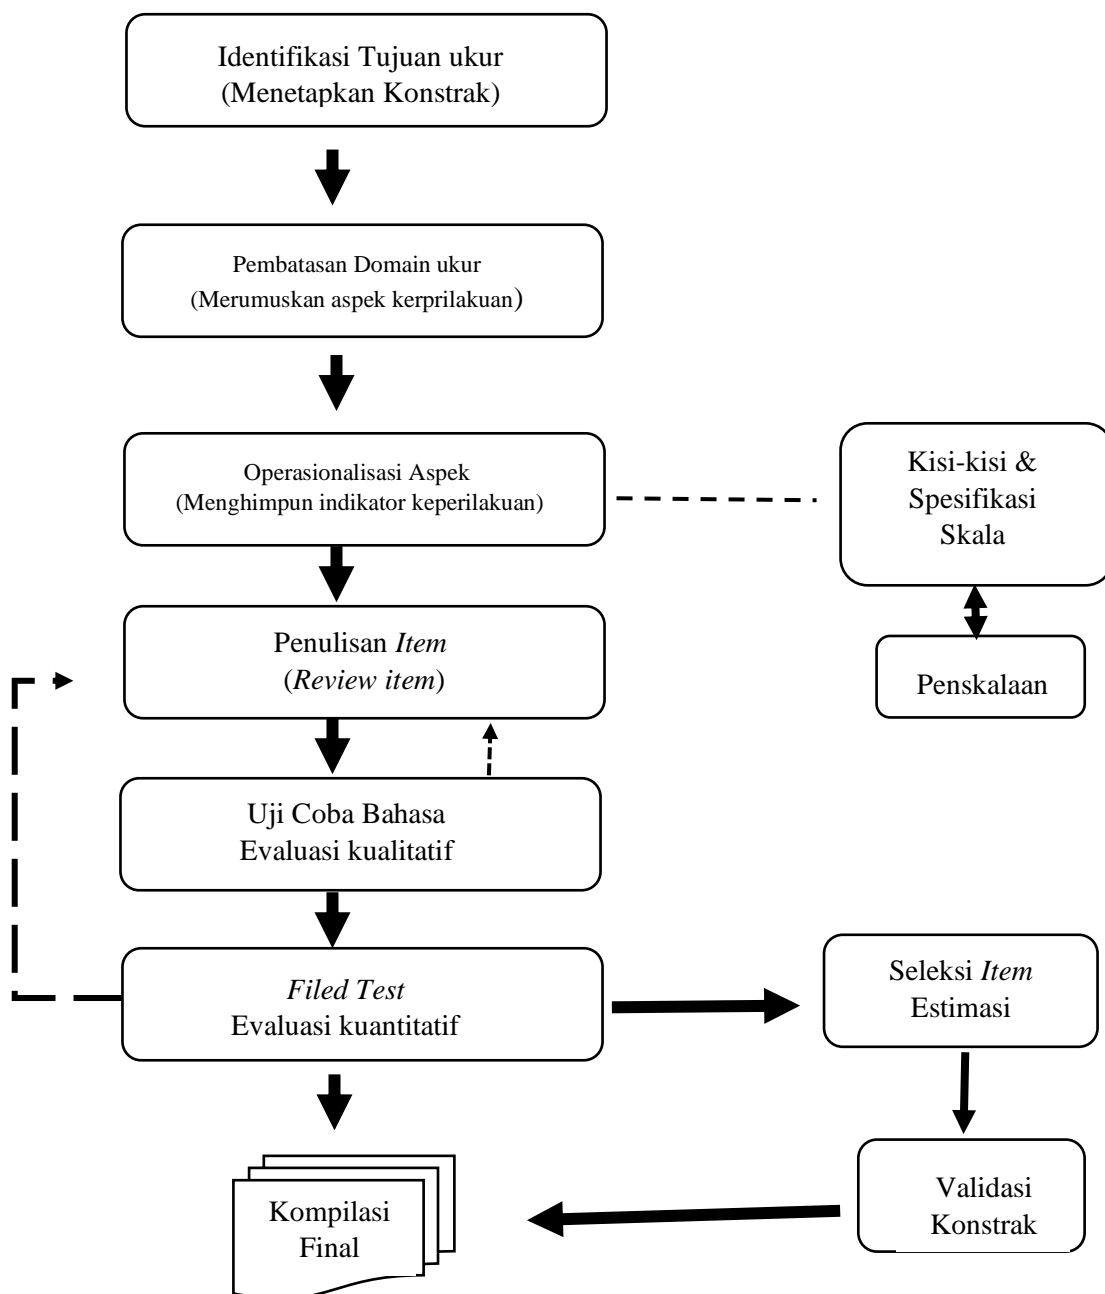 Identifikasi Tujuan ukur
(Menetapkan Konstrak)
Pembatasan Domain ukur
(Merumuskan aspek kerprilakuan)
Operasionalisasi Aspek
(Menghimpun indikator keperilakuan)
Kisi-kisi &
Spesifikasi
Skala
Penulisan Item
(Review item)
Penskalaan
Uji Coba Bahasa
Evaluasi kualitatif
Filed Test
Evaluasi kuantitatif
Seleksi Item
Estimasi
Validasi
Konstrak
Kompilasi
Final